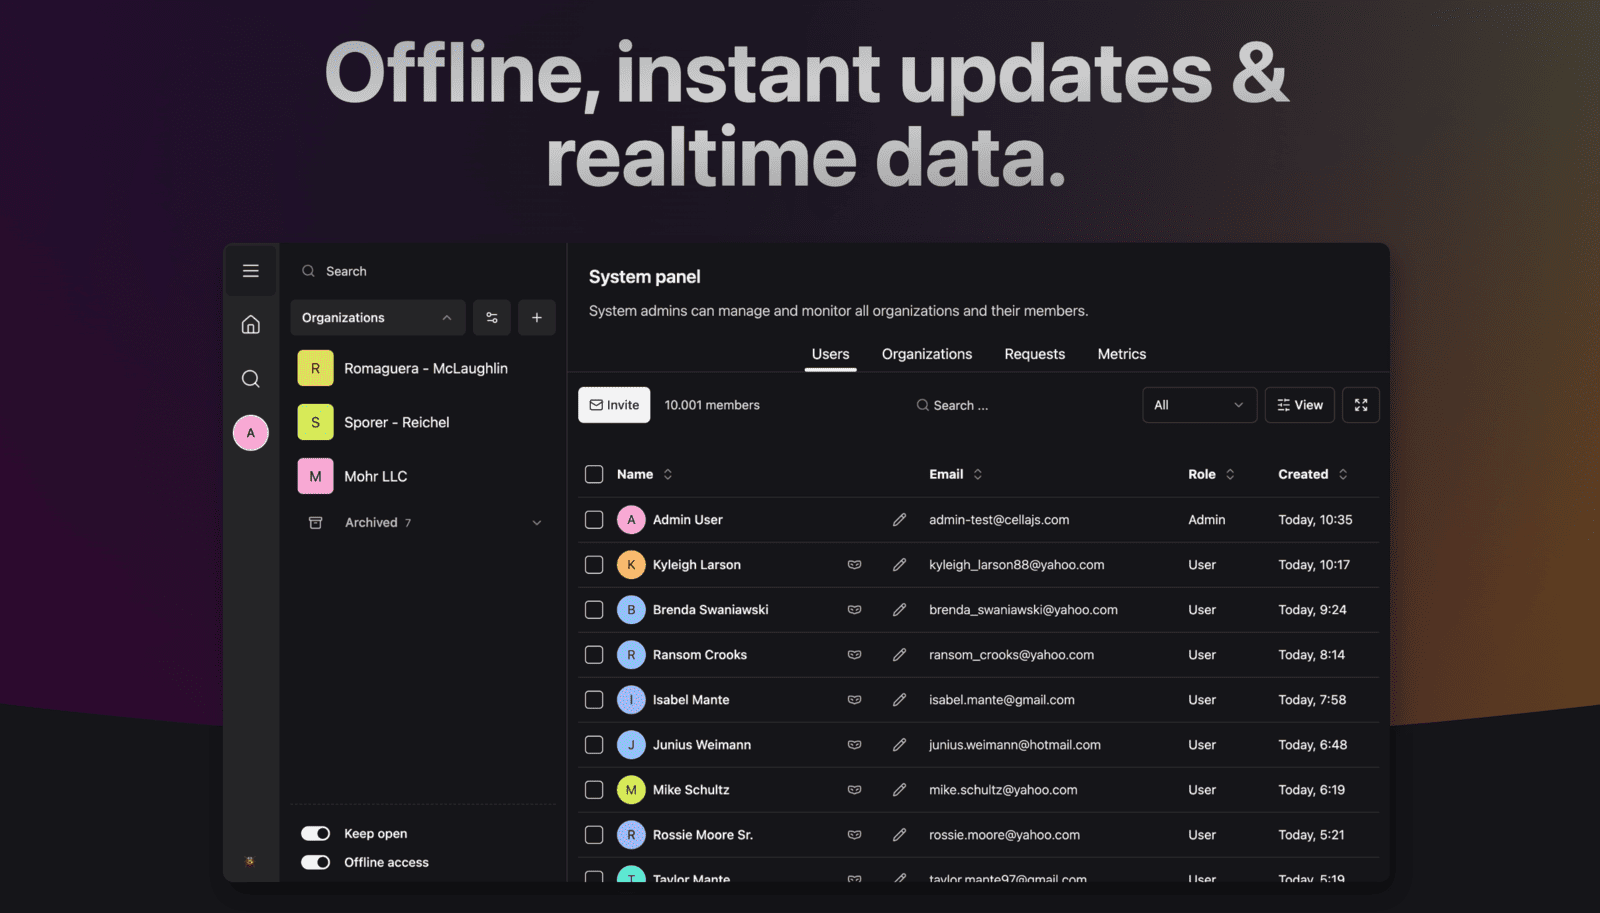 Offline, instant updates &
realtime data.
Search
Organizations
R Romaguera - McLaughlin
S Sporer - Reichel
A
M Mohr LLC
Archived 7
Keep open
Offline access
System panel
System admins can manage and monitor all organizations and their members.
Users Organizations Requests Metrics
Invite 10.001 members Search ... All View
Name Email Role Created
A Admin User admin-test@cellajs.com Admin Today, 10:35
K Kyleigh Larson kyleigh_larson88@yahoo.com User Today, 10:17
B Brenda Swaniawski brenda_swaniawski@yahoo.com User Today, 9:24
R Ransom Crooks ransom_crooks@yahoo.com User Today, 8:14
I Isabel Mante isabel.mante@gmail.com User Today, 7:58
J Junius Weimann junius.weimann@hotmail.com User Today, 6:48
M Mike Schultz mike.schultz@yahoo.com User Today, 6:19
R Rossie Moore Sr. rossie.moore@yahoo.com User Today, 5:21
T Taylor Mante taylor.mante97@gmail.com User Today, 5:19